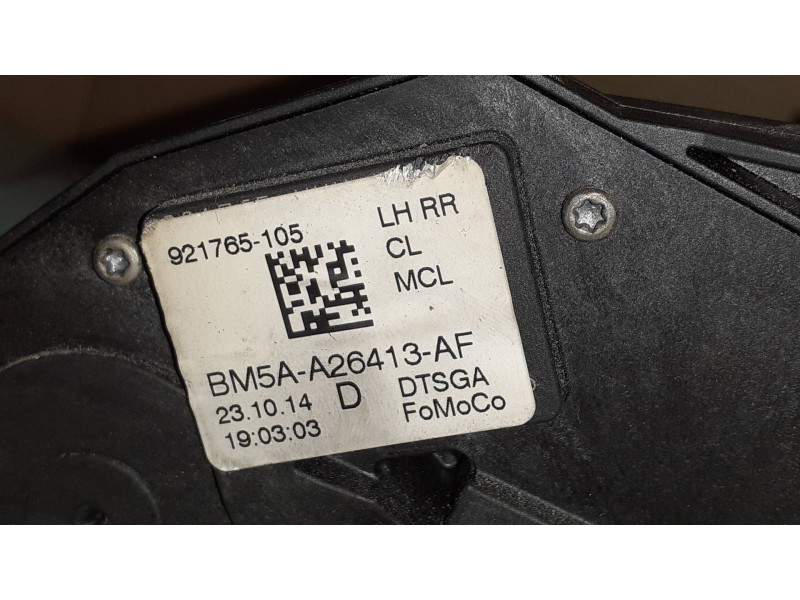 921765-105
LH RR
CL
MCL
BM5A-A26413-AF
23.10.14 D DTSGA
19:03:03 FoMoCo